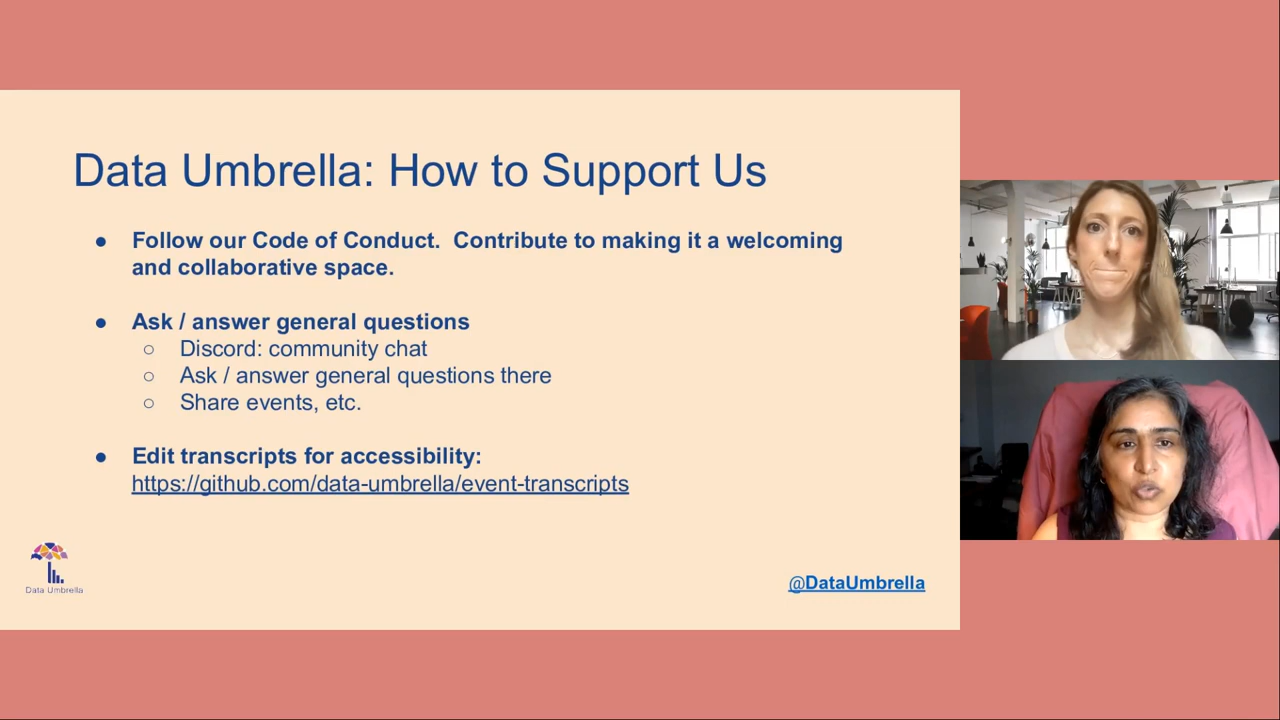 Data Umbrella: How to Support Us
● Follow our Code of Conduct.  Contribute to making it a welcoming
and collaborative space.
● Ask / answer general questions
○ Discord: community chat
○ Ask / answer general questions there
○ Share events, etc.
● Edit transcripts for accessibility:
https://github.com/data-umbrella/event-transcripts
Data Umbrella
@DataUmbrella